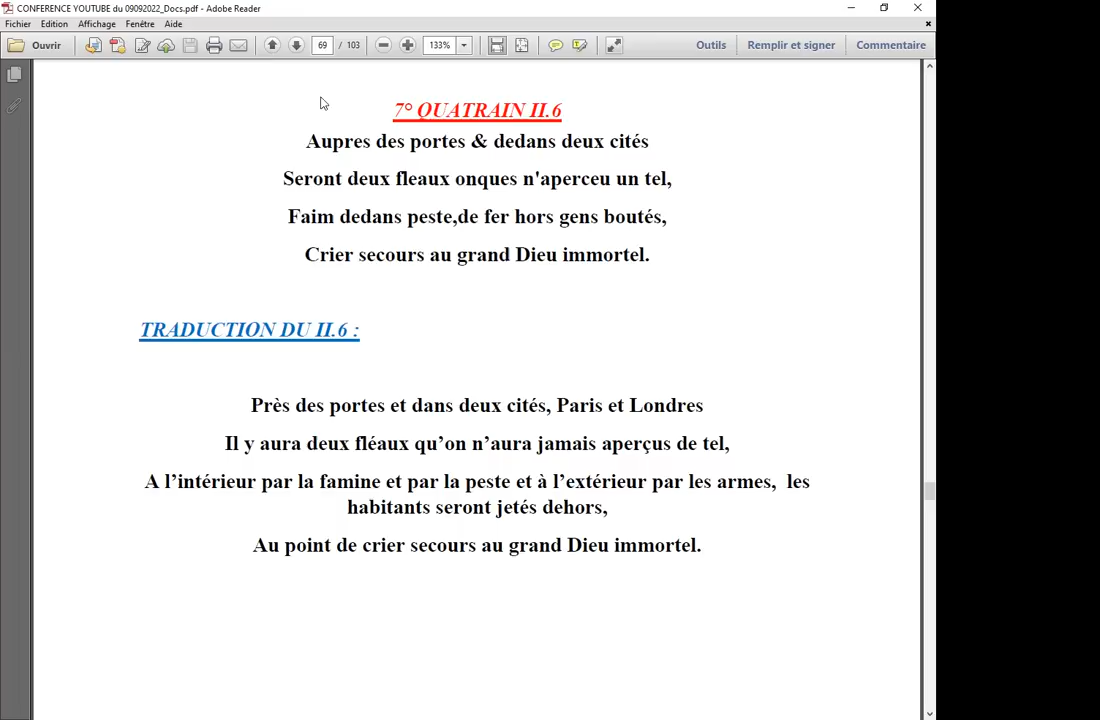 CONFERENCE YOUTUBE du 09092022_Docs.pdf - Adobe Reader
Fichier Edition Affichage Fenêtre Aide
Ouvrir 69 / 103 133% Outils Remplir et signer Commentaire
7° QUATRAIN II.6
Aupres des portes & dedans deux cités
Seront deux fleaux onques n'aperceu un tel,
Faim dedans peste,de fer hors gens boutés,
Crier secours au grand Dieu immortel.
TRADUCTION DU II.6 :
Près des portes et dans deux cités, Paris et Londres
Il y aura deux fléaux qu’on n’aura jamais aperçus de tel,
A l’intérieur par la famine et par la peste et à l’extérieur par les armes, les
habitants seront jetés dehors,
Au point de crier secours au grand Dieu immortel.